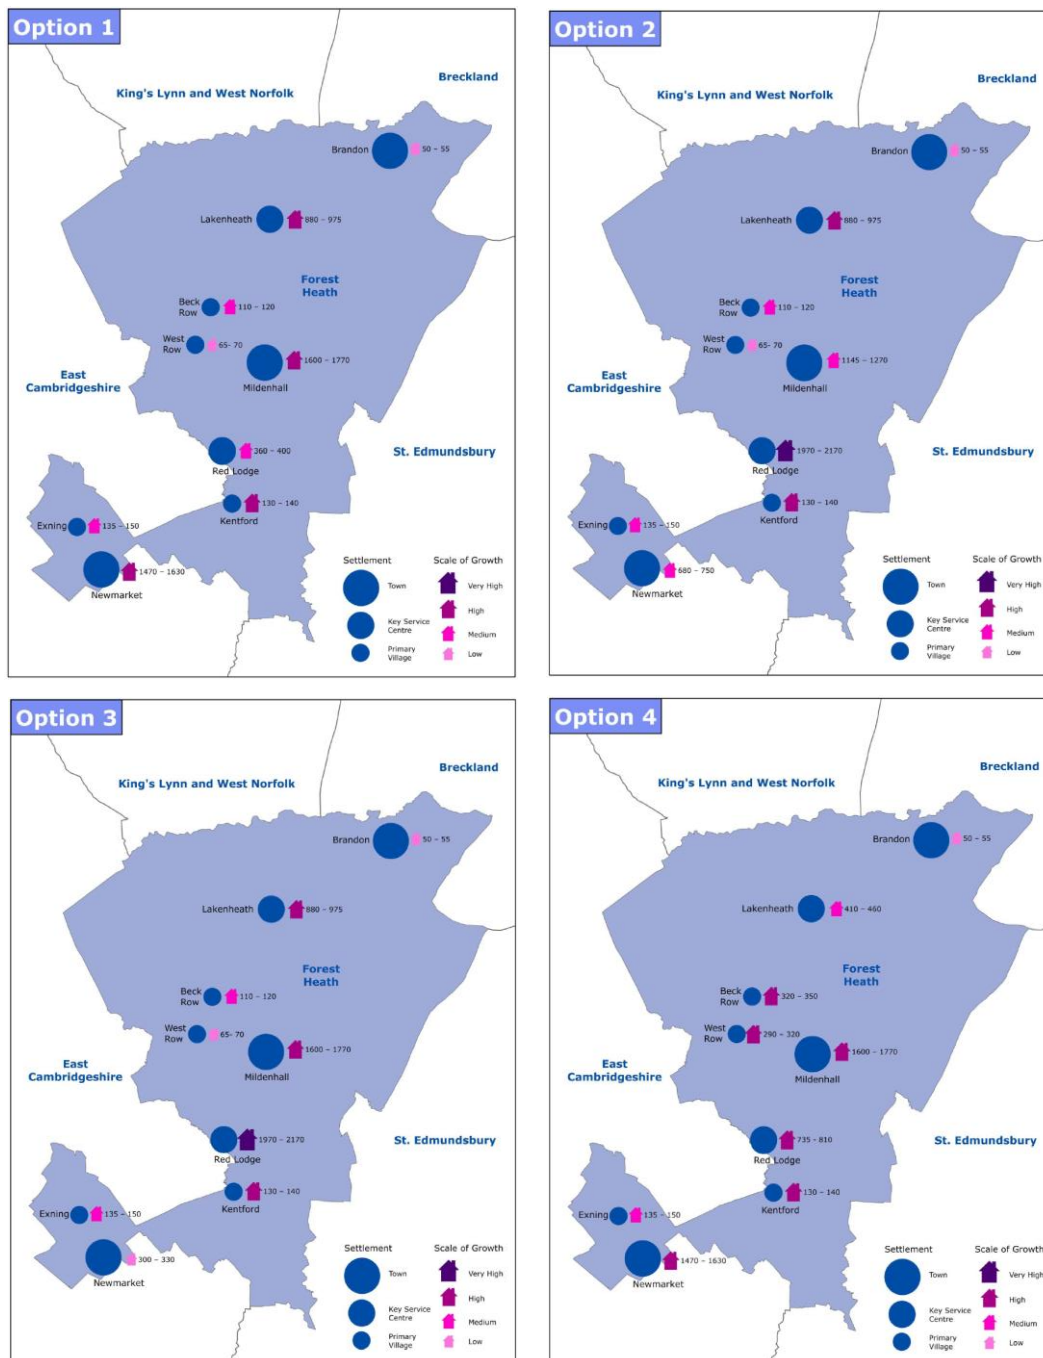 Option 1
Breckland
King's Lynn and West Norfolk
Brandon
50 – 55
Lakenheath
880 – 975
Forest
Heath
Beck
Row
110 – 120
West
Row
65- 70
1600 – 1770
Mildenhall
East
Cambridgeshire
360 – 400
Red Lodge
St. Edmundsbury
130 – 140
Kentford
Exning
135 – 150
1470 – 1630
Newmarket
Settlement
Scale of Growth
Town
Very High
High
Key Service
Centre
Medium
Primary
Village
Low
Option 2
Breckland
King's Lynn and West Norfolk
Brandon
50 – 55
Lakenheath
880 – 975
Forest
Heath
Beck
Row
110 – 120
West
Row
65- 70
1145 – 1270
Mildenhall
East
Cambridgeshire
1970 – 2170
Red Lodge
St. Edmundsbury
130 – 140
Kentford
Exning
135 – 150
680 – 750
Newmarket
Settlement
Scale of Growth
Town
Very High
High
Key Service
Centre
Medium
Primary
Village
Low
Option 3
Breckland
King's Lynn and West Norfolk
Brandon
50 – 55
Lakenheath
880 – 975
Forest
Heath
Beck
Row
110 – 120
West
Row
65- 70
1600 – 1770
Mildenhall
East
Cambridgeshire
1970 – 2170
Red Lodge
St. Edmundsbury
130 – 140
Kentford
Exning
135 – 150
300 – 330
Newmarket
Settlement
Scale of Growth
Town
Very High
High
Key Service
Centre
Medium
Primary
Village
Low
Option 4
Breckland
King's Lynn and West Norfolk
Brandon
50 – 55
Lakenheath
410 – 460
Forest
Heath
Beck
Row
320 – 350
West
Row
290 – 320
1600 – 1770
Mildenhall
East
Cambridgeshire
735 – 810
Red Lodge
St. Edmundsbury
130 – 140
Kentford
Exning
135 – 150
1470 – 1630
Newmarket
Settlement
Scale of Growth
Town
Very High
High
Key Service
Centre
Medium
Primary
Village
Low